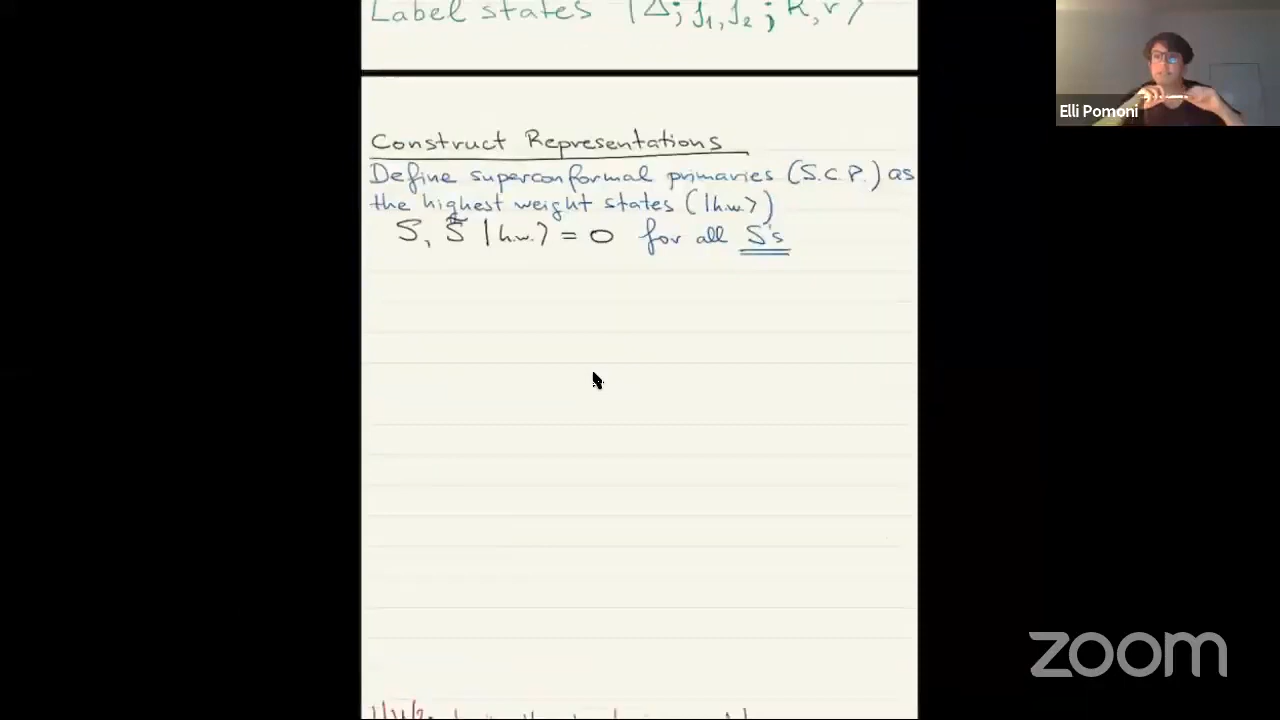 Label states |Δ; j1, j2; R, r⟩
Elli Pomoni
Construct Representations
Define superconformal primaries (S.C.P.) as
the highest weight states (|h.w.⟩)
S, S̃ |h.w.⟩ = 0 for all S's
zoom